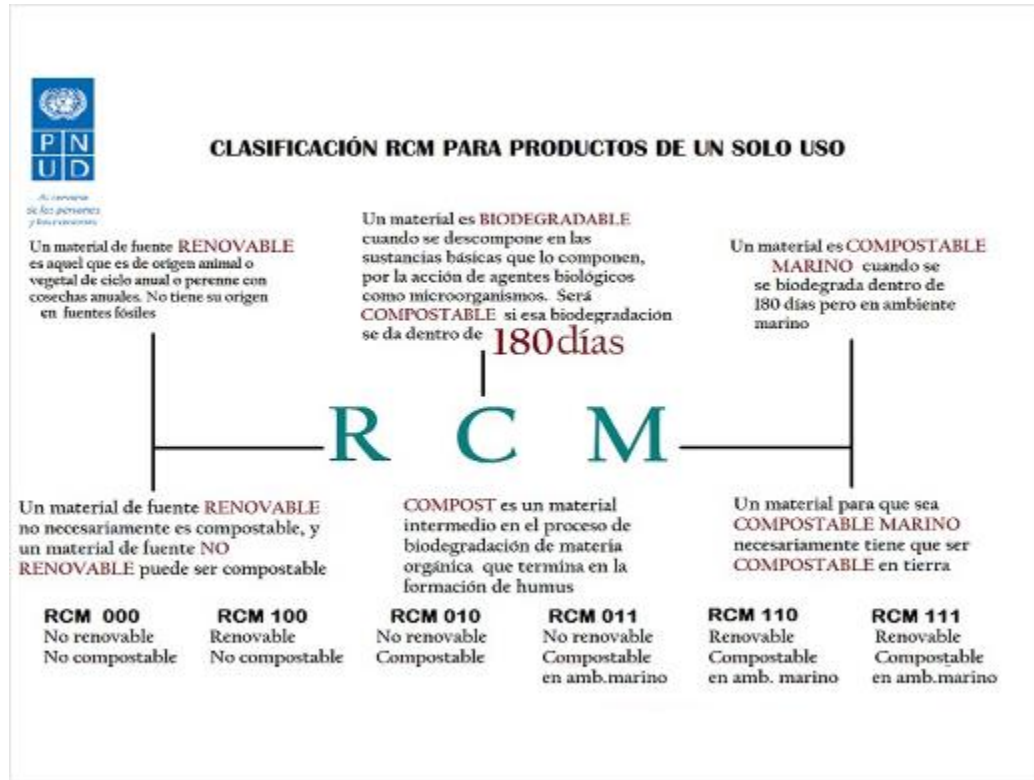 P N
U D
Al servicio
de las personas
y las naciones
CLASIFICACIÓN RCM PARA PRODUCTOS DE UN SOLO USO
Un material de fuente RENOVABLE
es aquel que es de origen animal o
vegetal de ciclo anual o perenne con
cosechas anuales. No tiene su origen
en fuentes fósiles
Un material es BIODEGRADABLE
cuando se descompone en las
sustancias básicas que lo componen,
por la acción de agentes biológicos
como microorganismos. Será
COMPOSTABLE si esa biodegradación
se da dentro de 180 días
Un material es COMPOSTABLE
MARINO cuando se
se biodegrada dentro de
180 días pero en ambiente
marino
R C M
Un material de fuente RENOVABLE
no necesariamente es compostable, y
un material de fuente NO
RENOVABLE puede ser compostable
COMPOST es un material
intermedio en el proceso de
biodegradación de materia
orgánica que termina en la
formación de humus
Un material para que sea
COMPOSTABLE MARINO
necesariamente tiene que ser
COMPOSTABLE en tierra
RCM 000
No renovable
No compostable
RCM 100
Renovable
No compostable
RCM 010
No renovable
Compostable
RCM 011
No renovable
Compostable
en amb.marino
RCM 110
Renovable
Compostable
en amb. marino
RCM 111
Renovable
Compostable
en amb.marino